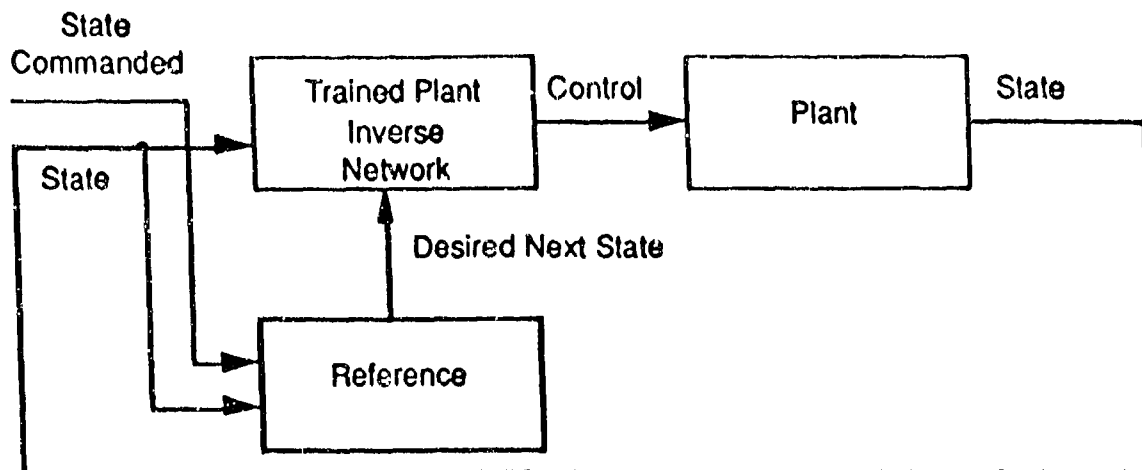 State
Commanded
Trained Plant
Inverse
Network
Control
Plant
State
State
Desired Next State
Reference